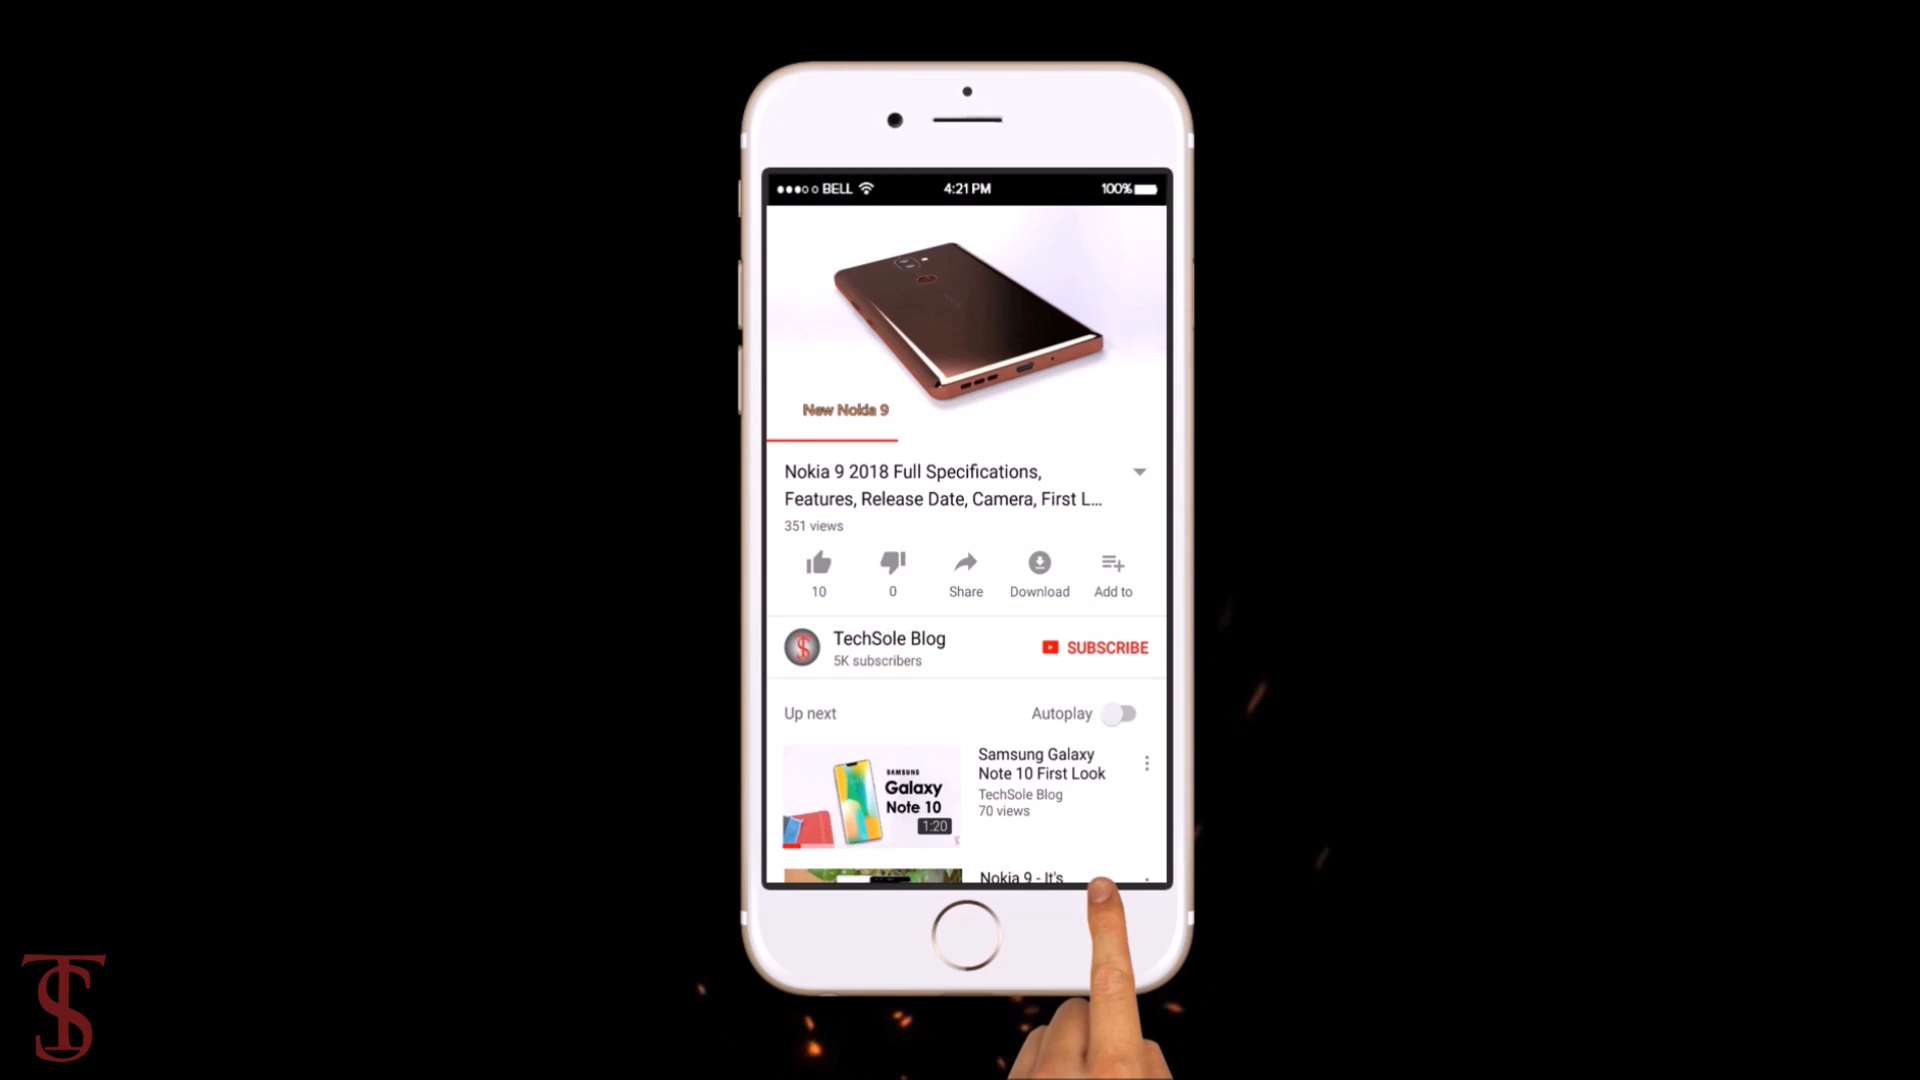 BELL 4:21 PM 100%
New Nokia 9
Nokia 9 2018 Full Specifications,
Features, Release Date, Camera, First L...
351 views
10 0 Share Download Add to
TechSole Blog
5K subscribers
SUBSCRIBE
Up next Autoplay
SAMSUNG
Galaxy
Note 10
1:20
Samsung Galaxy
Note 10 First Look
TechSole Blog
70 views
Nokia 9 - It's
TS